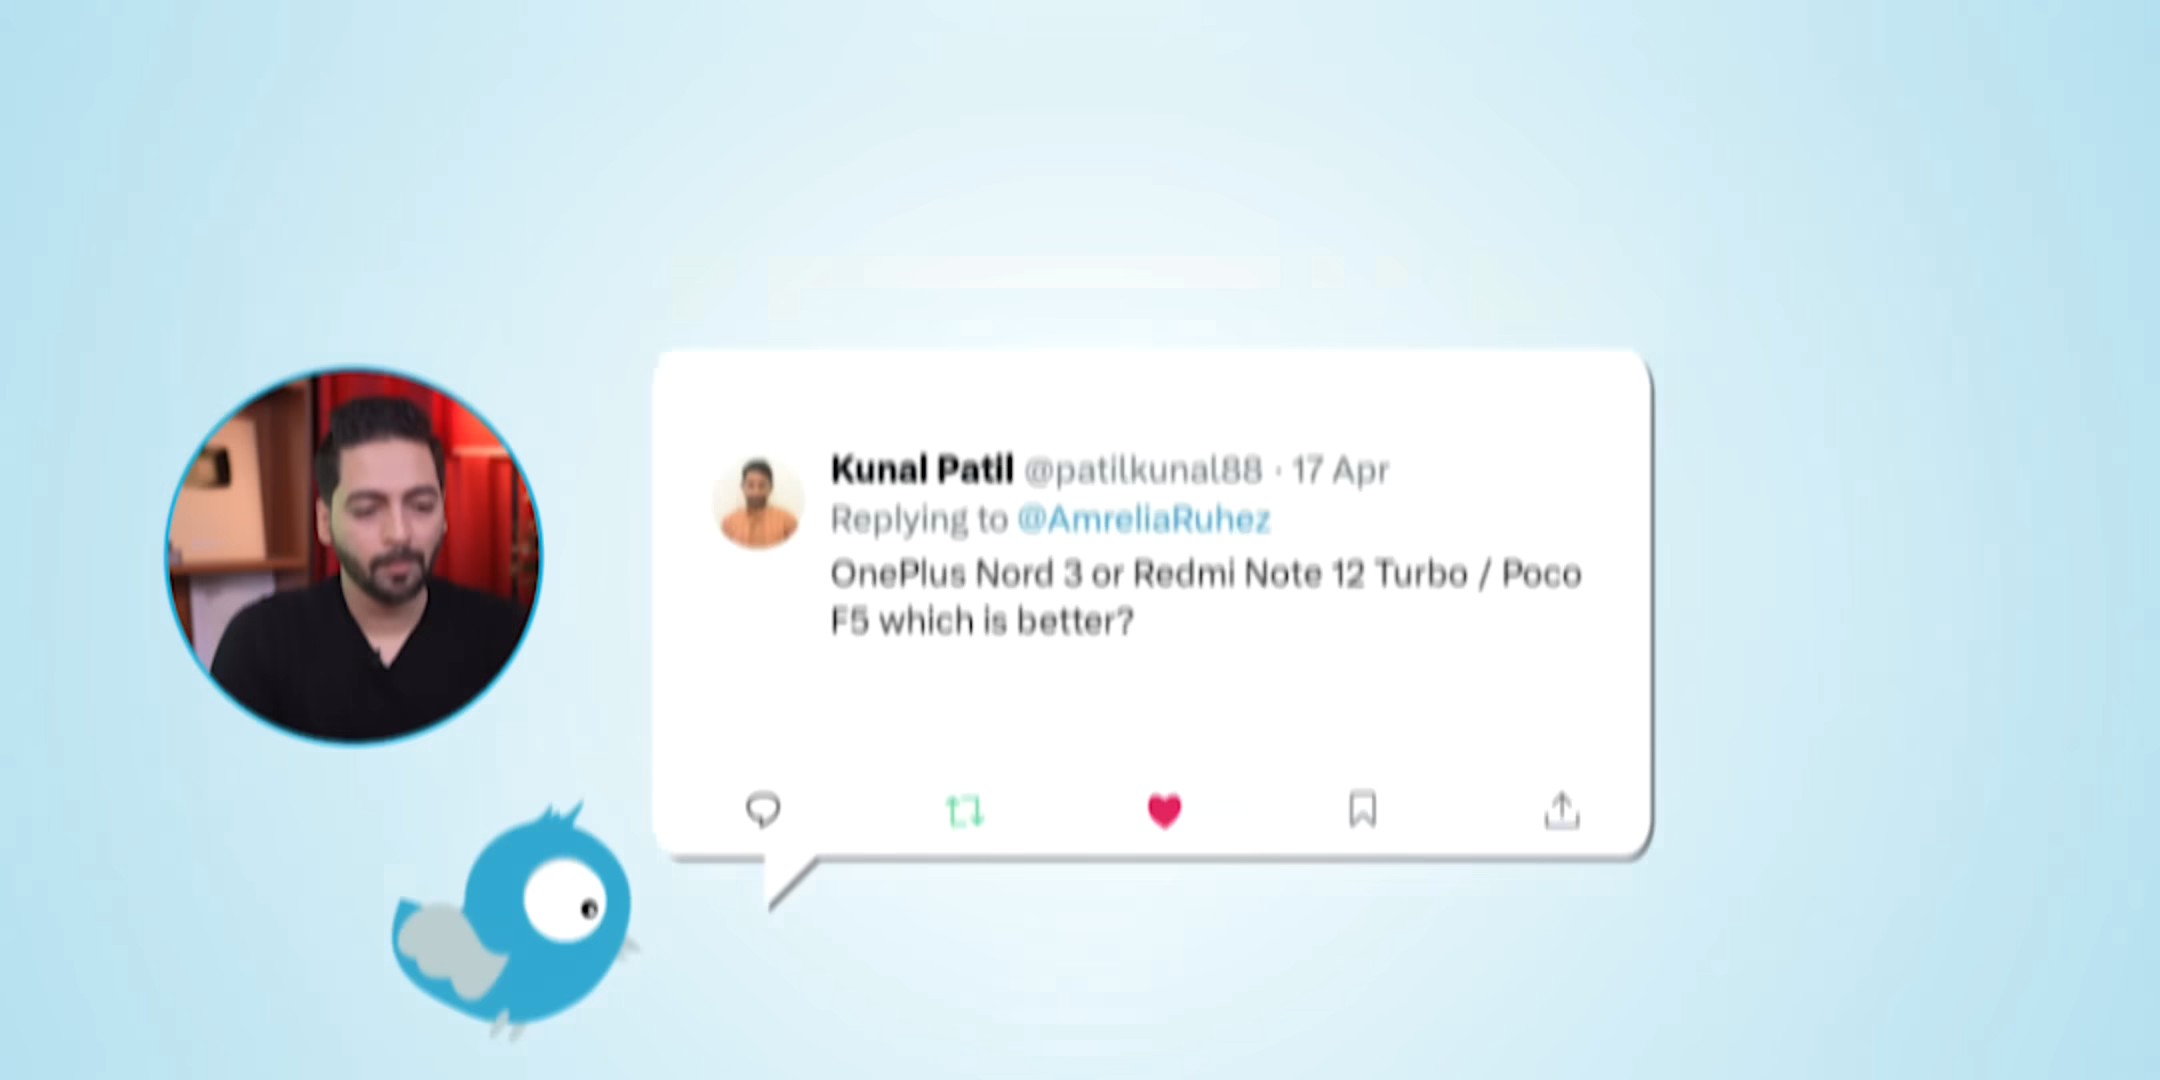 Kunal Patil @patilkunal88 · 17 Apr
Replying to @AmreliaRuhez
OnePlus Nord 3 or Redmi Note 12 Turbo / Poco
F5 which is better?